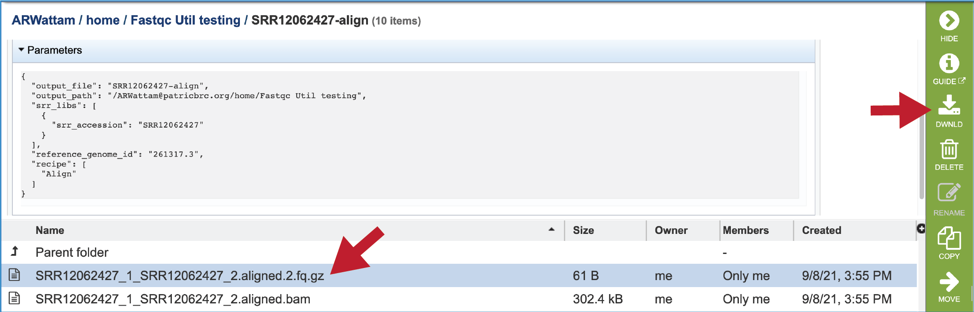 ARWattam / home / Fastqc Util testing / SRR12062427-align (10 items)
Parameters
{
"output_file": "SRR12062427-align",
"output_path": "/ARWattam@patricbrc.org/home/Fastqc Util testing",
"srr_libs": [
{
"srr_accession": "SRR12062427"
}
],
"reference_genome_id": "261317.3",
"recipe": [
"Align"
]
}
Name Size Owner Members Created
Parent folder -
SRR12062427_1_SRR12062427_2.aligned.2.fq.gz 61 B me Only me 9/8/21, 3:55 PM
SRR12062427_1_SRR12062427_2.aligned.bam 302.4 kB me Only me 9/8/21, 3:55 PM
HIDE
GUIDE
DWNLD
DELETE
RENAME
COPY
MOVE